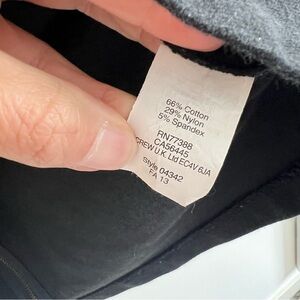 66% Cotton
29% Nylon
5% Spandex
RN77388
CA56445
CREW U.K. Ltd EC4V 6JA
Style 04342
FA 13